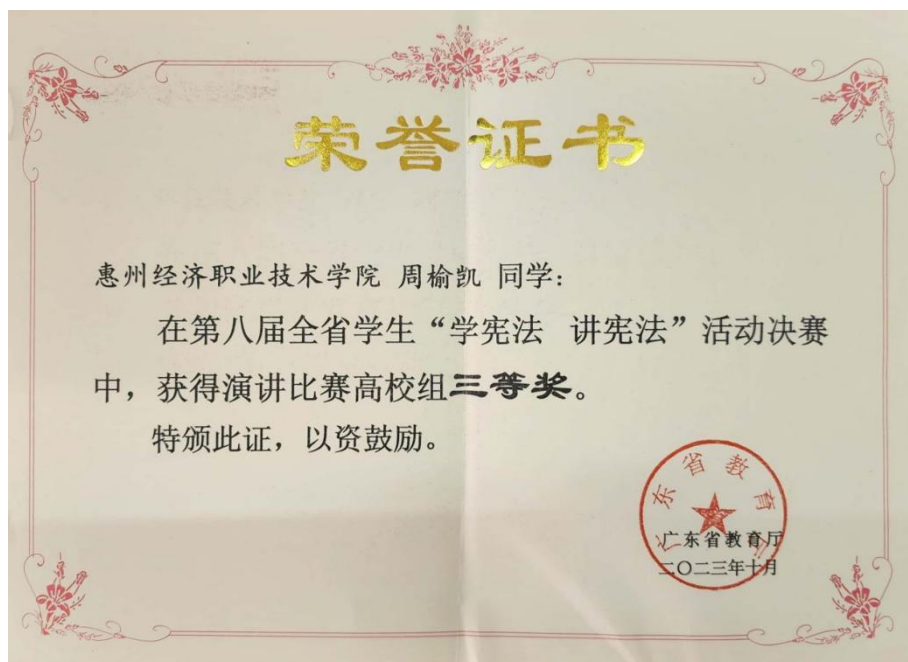 荣誉证书
惠州经济职业技术学院 周榆凯 同学：
在第八届全省学生“学宪法 讲宪法”活动决赛
中，获得演讲比赛高校组三等奖。
特颁此证，以资鼓励。
广东省教育厅
广东省教育厅
二〇二三年十月